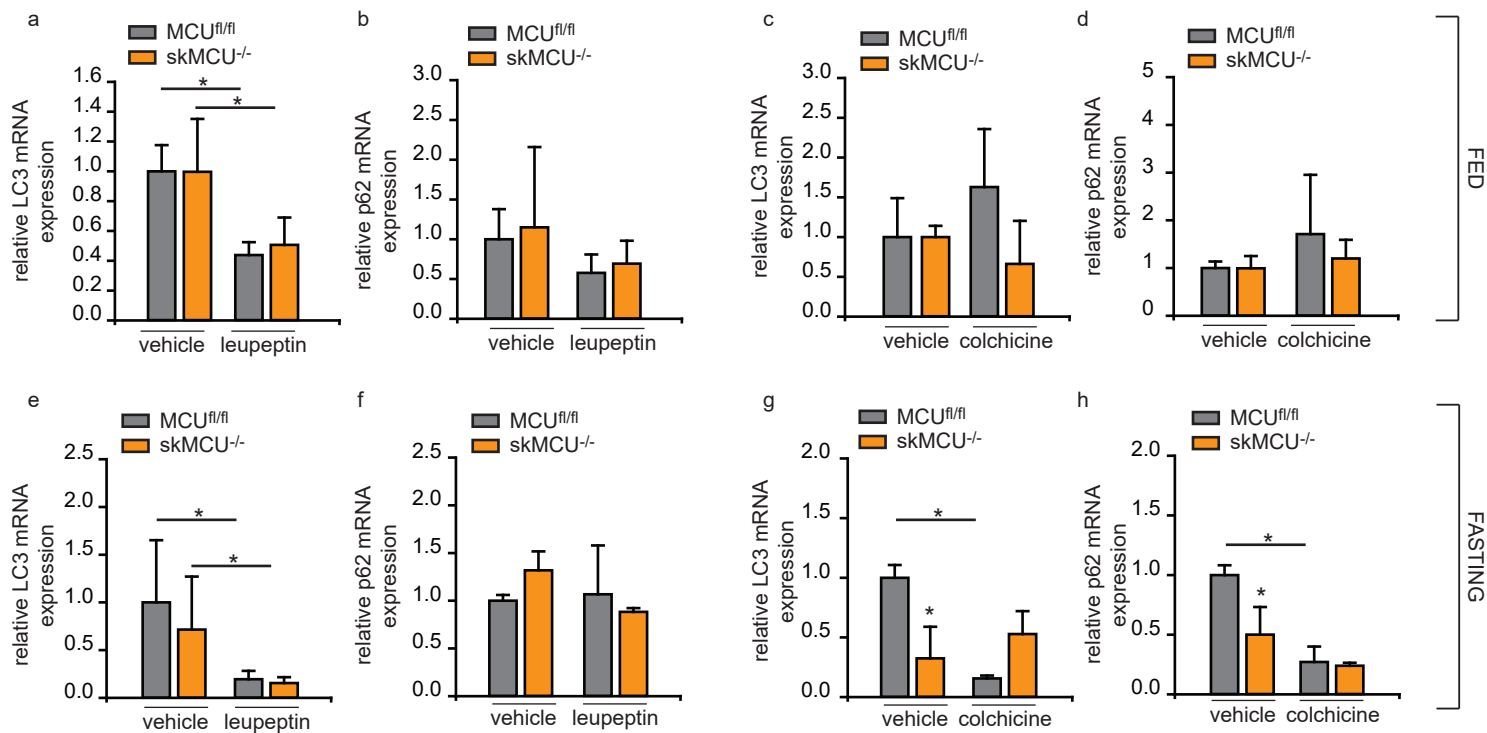 a
MCUfl/fl
skMCU-/-
relative LC3 mRNA
expression
1.6
1.4
1.2
1.0
0.8
0.6
0.4
0.2
0.0
*
*
vehicle leupeptin
b
MCUfl/fl
skMCU-/-
relative p62 mRNA
expression
3.0
2.5
2.0
1.5
1.0
0.5
0.0
vehicle leupeptin
c
MCUfl/fl
skMCU-/-
relative LC3 mRNA
expression
3.0
2.5
2.0
1.5
1.0
0.5
0.0
vehicle colchicine
d
MCUfl/fl
skMCU-/-
relative p62 mRNA
expression
5
4
3
2
1
0
vehicle colchicine
FED
e
MCUfl/fl
skMCU-/-
relative LC3 mRNA
expression
2.5
2.0
1.5
1.0
0.5
0.0
*
*
vehicle leupeptin
f
MCUfl/fl
skMCU-/-
relative p62 mRNA
expression
2.5
2.0
1.5
1.0
0.5
0.0
vehicle leupeptin
g
MCUfl/fl
skMCU-/-
relative LC3 mRNA
expression
2.0
1.5
1.0
0.5
0.0
*
*
vehicle colchicine
h
MCUfl/fl
skMCU-/-
relative p62 mRNA
expression
2.0
1.5
1.0
0.5
0.0
*
*
vehicle colchicine
FASTING